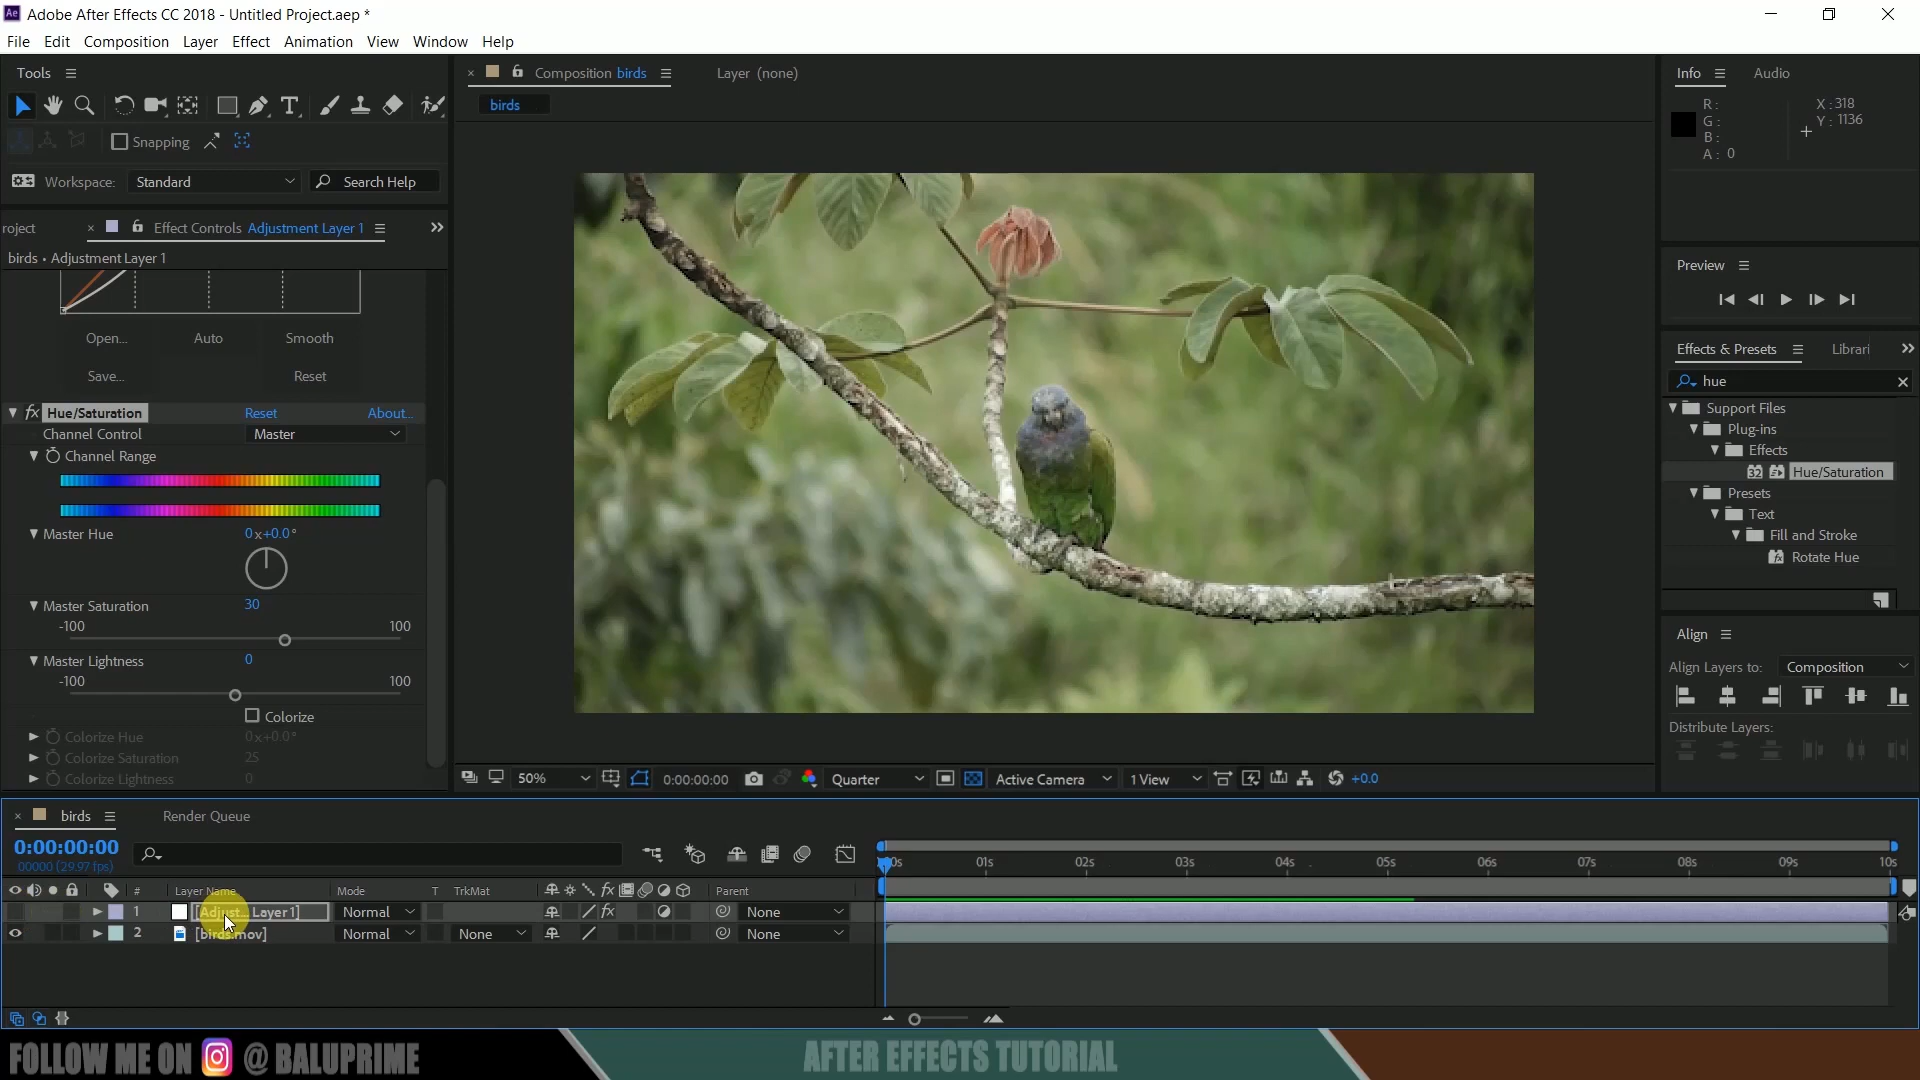 Adobe After Effects CC 2018 - Untitled Project.aep *
File Edit Composition Layer Effect Animation View Window Help
Tools
Snapping
Workspace: Standard Search Help
roject Effect Controls Adjustment Layer 1
birds • Adjustment Layer 1
Open... Auto Smooth
Save... Reset
fx Hue/Saturation Reset About...
Channel Control Master
Channel Range
Master Hue 0x+0.0°
Master Saturation 30
-100 100
Master Lightness 0
-100 100
Colorize
Colorize Hue 0x+0.0°
Colorize Saturation 25
Colorize Lightness 0
Composition birds Layer (none)
birds
50% 0:00:00:00 Quarter Active Camera 1 View +0.0
Info Audio
R: X: 318
G: Y: 1136
B:
A: 0
Preview
Effects & Presets Librari
hue
Support Files
Plug-ins
Effects
32 Hue/Saturation
Presets
Text
Fill and Stroke
Rotate Hue
Align
Align Layers to: Composition
Distribute Layers:
birds Render Queue
0:00:00:00
00000 (29.97 fps)
00s 01s 02s 03s 04s 05s 06s 07s 08s 09s 10s
# Layer Name Mode T TrkMat fx Parent
1 [Adjust... Layer 1] Normal fx None
2 [birds.mov] Normal None None
FOLLOW ME ON @ BALUPRIME
AFTER EFFECTS TUTORIAL